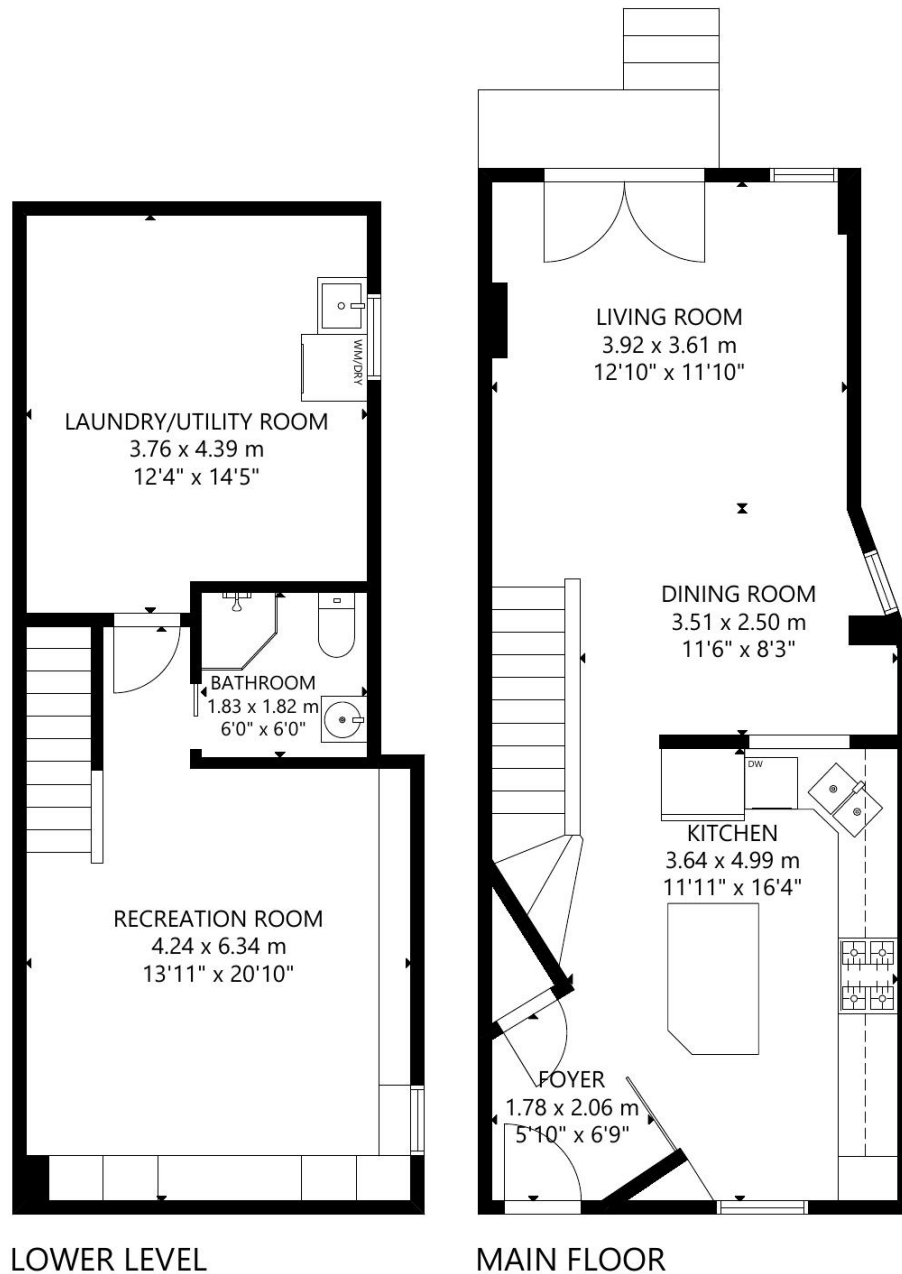 LAUNDRY/UTILITY ROOM
3.76 x 4.39 m
12'4" x 14'5"
WM/DRY
BATHROOM
1.83 x 1.82 m
6'0" x 6'0"
RECREATION ROOM
4.24 x 6.34 m
13'11" x 20'10"
LOWER LEVEL
LIVING ROOM
3.92 x 3.61 m
12'10" x 11'10"
DINING ROOM
3.51 x 2.50 m
11'6" x 8'3"
DW
KITCHEN
3.64 x 4.99 m
11'11" x 16'4"
FOYER
1.78 x 2.06 m
5'10" x 6'9"
MAIN FLOOR